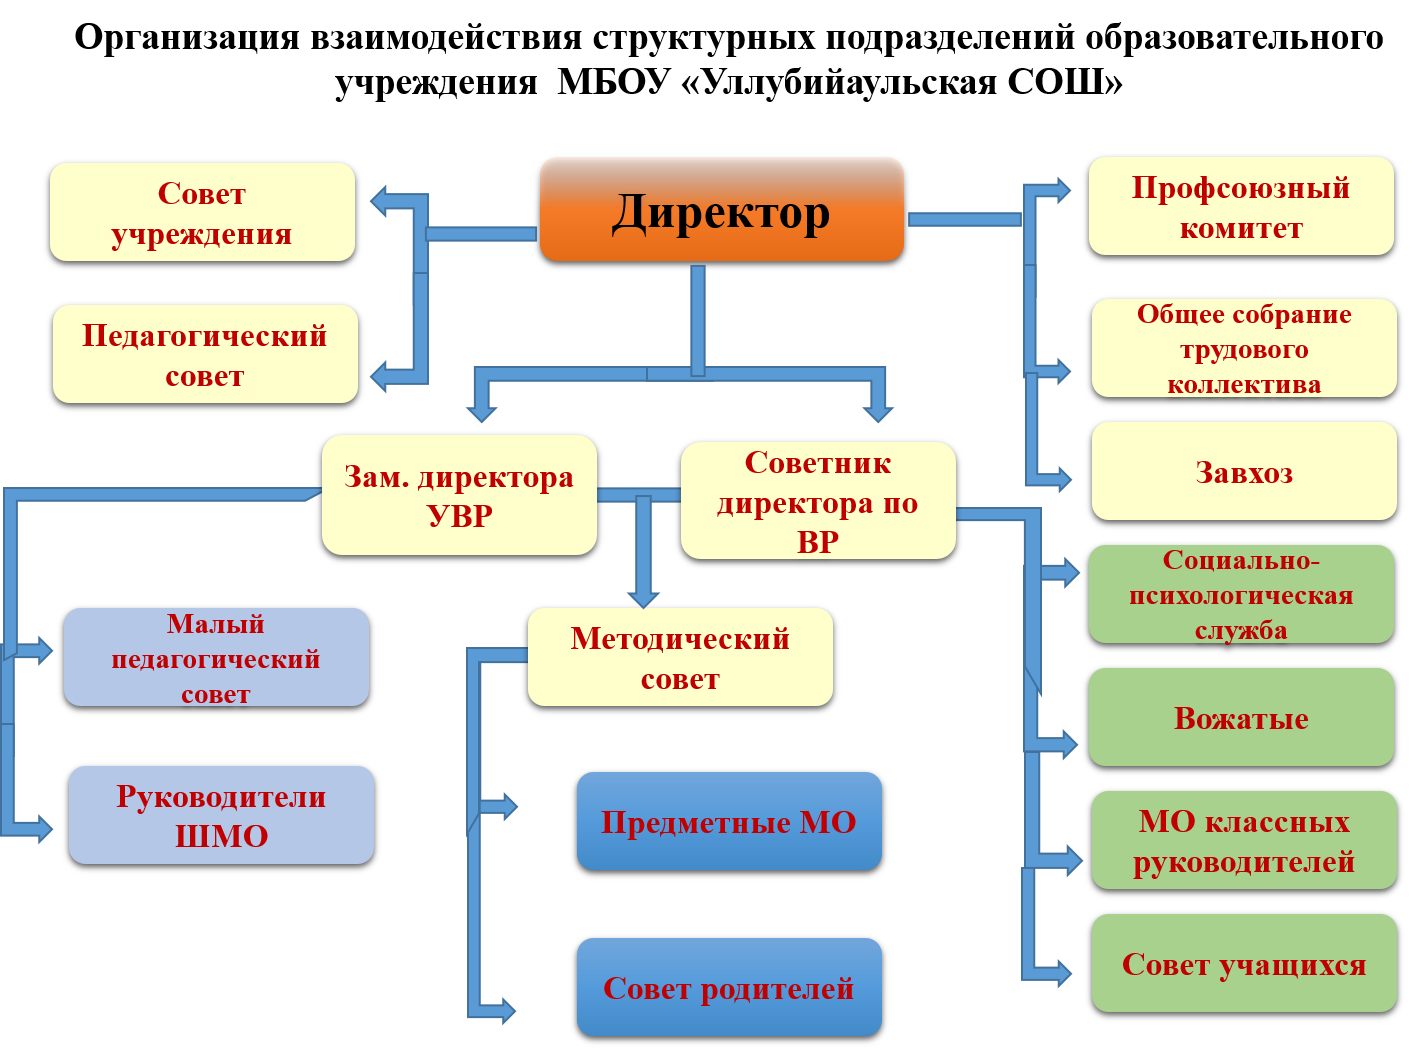 Организация взаимодействия структурных подразделений образовательного
учреждения МБОУ «Уллубийаульская СОШ»
Совет
учреждения
Директор
Профсоюзный
комитет
Педагогический
совет
Общее собрание
трудового
коллектива
Зам. директора
УВР
Советник
директора по
ВР
Завхоз
Социально-
психологическая
служба
Малый
педагогический
совет
Методический
совет
Вожатые
Руководители
ШМО
Предметные МО
МО классных
руководителей
Совет родителей
Совет учащихся